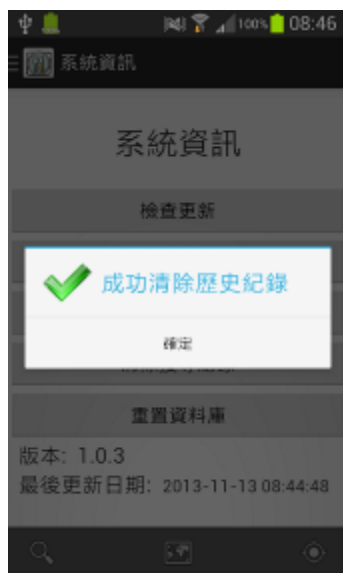 100% 08:46
系統資訊
系統資訊
檢查更新
成功清除歷史紀錄
確定
重置資料庫
版本: 1.0.3
最後更新日期: 2013-11-13 08:44:48